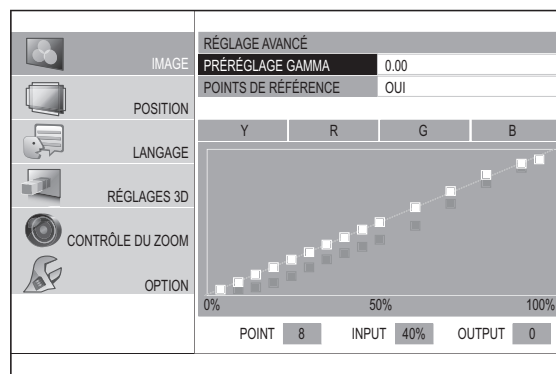 IMAGE
POSITION
LANGAGE
RÉGLAGES 3D
CONTRÔLE DU ZOOM
OPTION
RÉGLAGE AVANCÉ
PRÉRÉGLAGE GAMMA 0.00
POINTS DE RÉFÉRENCE OUI
Y R G B
0% 50% 100%
POINT 8 INPUT 40% OUTPUT 0